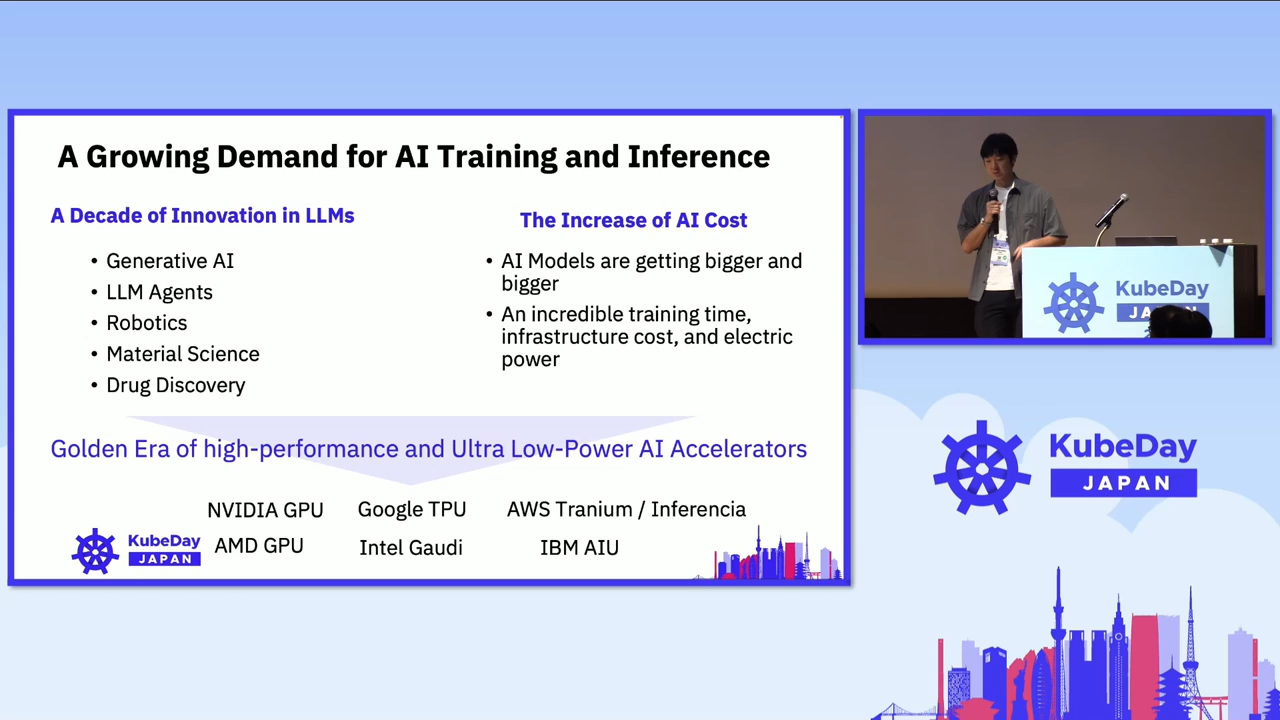 A Growing Demand for AI Training and Inference
A Decade of Innovation in LLMs
• Generative AI
• LLM Agents
• Robotics
• Material Science
• Drug Discovery
The Increase of AI Cost
• AI Models are getting bigger and
bigger
• An incredible training time,
infrastructure cost, and electric
power
Golden Era of high-performance and Ultra Low-Power AI Accelerators
NVIDIA GPU
Google TPU
AWS Tranium / Inferencia
AMD GPU
Intel Gaudi
IBM AIU
KubeDay
JAPAN
KubeDay
KubeDay
JAPAN